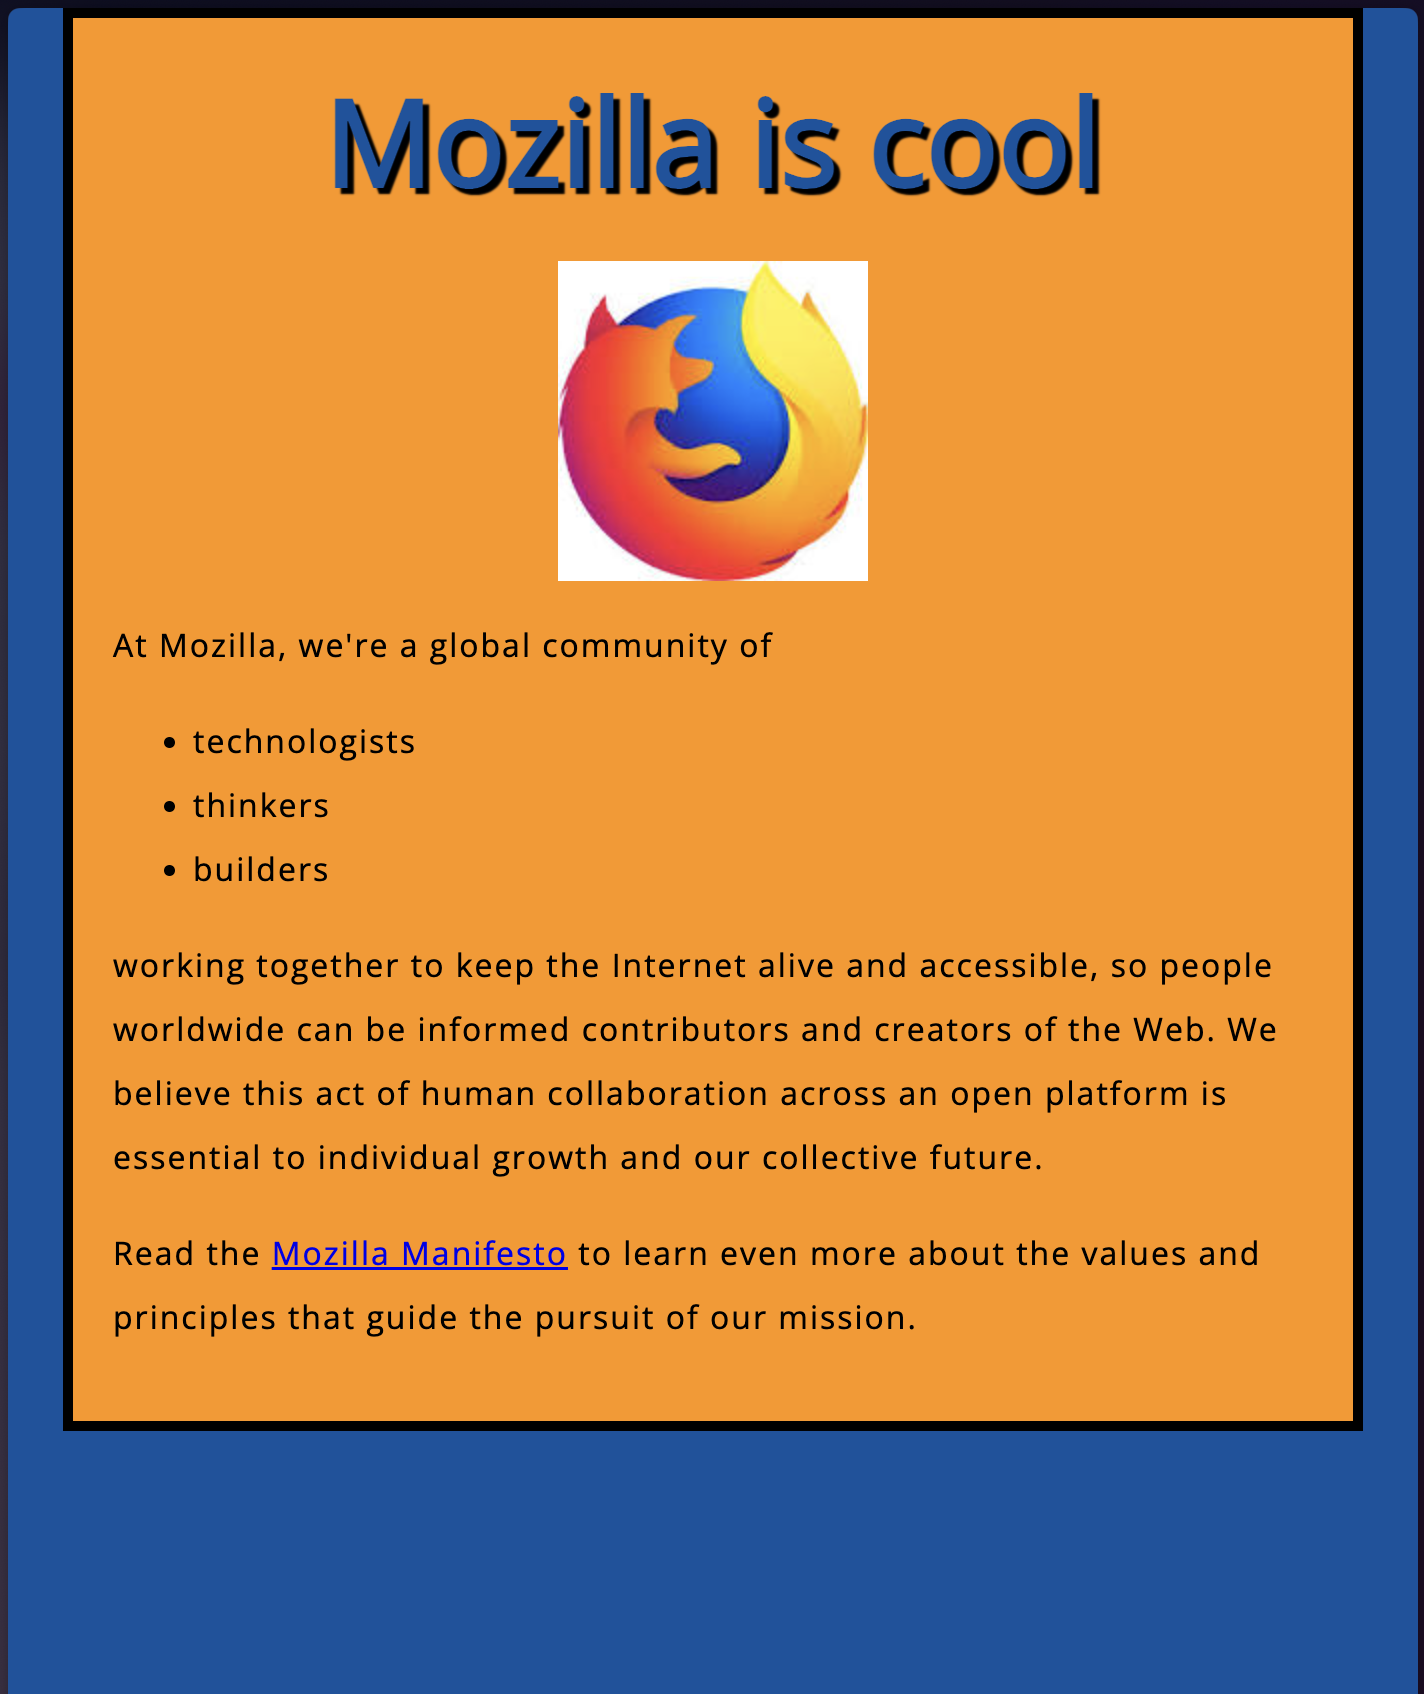 Mozilla is cool
At Mozilla, we're a global community of
technologists
thinkers
builders
working together to keep the Internet alive and accessible, so people
worldwide can be informed contributors and creators of the Web. We
believe this act of human collaboration across an open platform is
essential to individual growth and our collective future.
Read the Mozilla Manifesto to learn even more about the values and
principles that guide the pursuit of our mission.